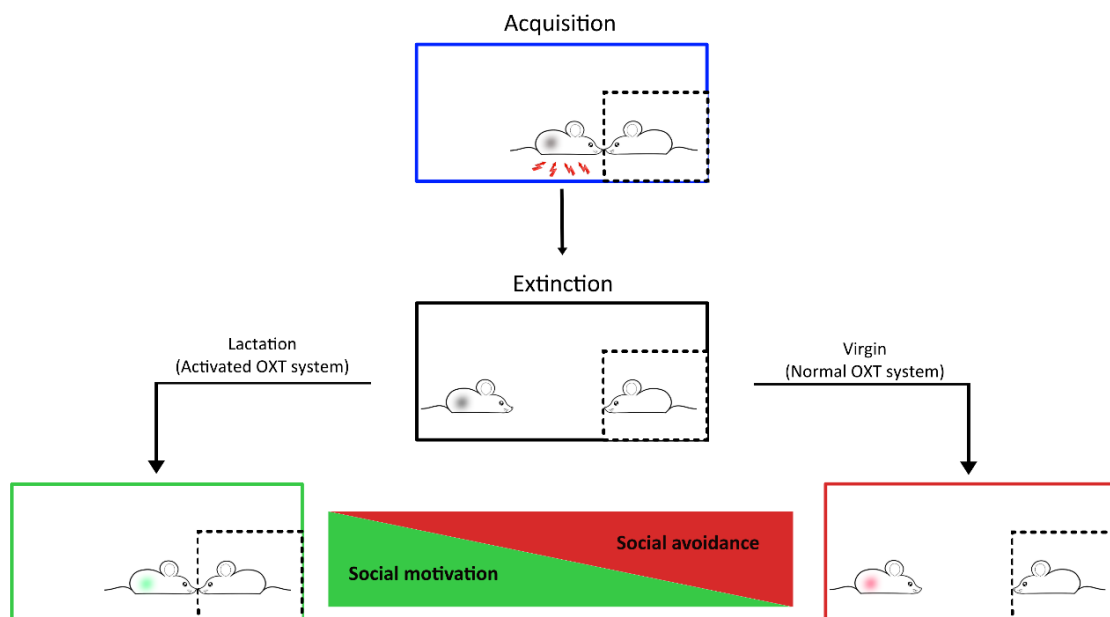 Acquisition
Extinction
Lactation
(Activated OXT system)
Virgin
(Normal OXT system)
Social avoidance
Social motivation